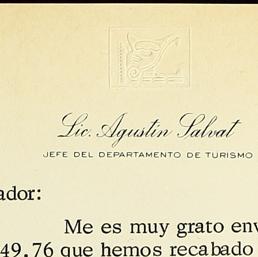 Lic. Agustin Salvat
JEFE DEL DEPARTAMENTO DE TURISMO
ador:
Me es muy grato env
49.76 que hemos recabado